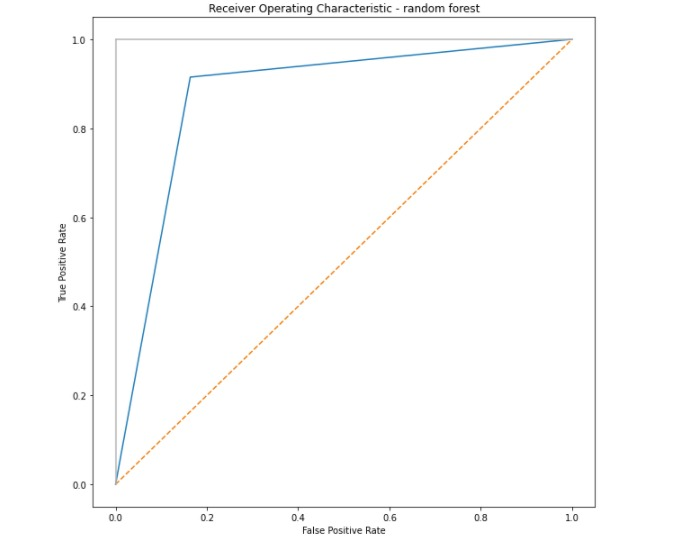 Receiver Operating Characteristic - random forest
1.0
0.8
0.6
0.4
0.2
0.0
True Positive Rate
0.0 0.2 0.4 0.6 0.8 1.0
False Positive Rate